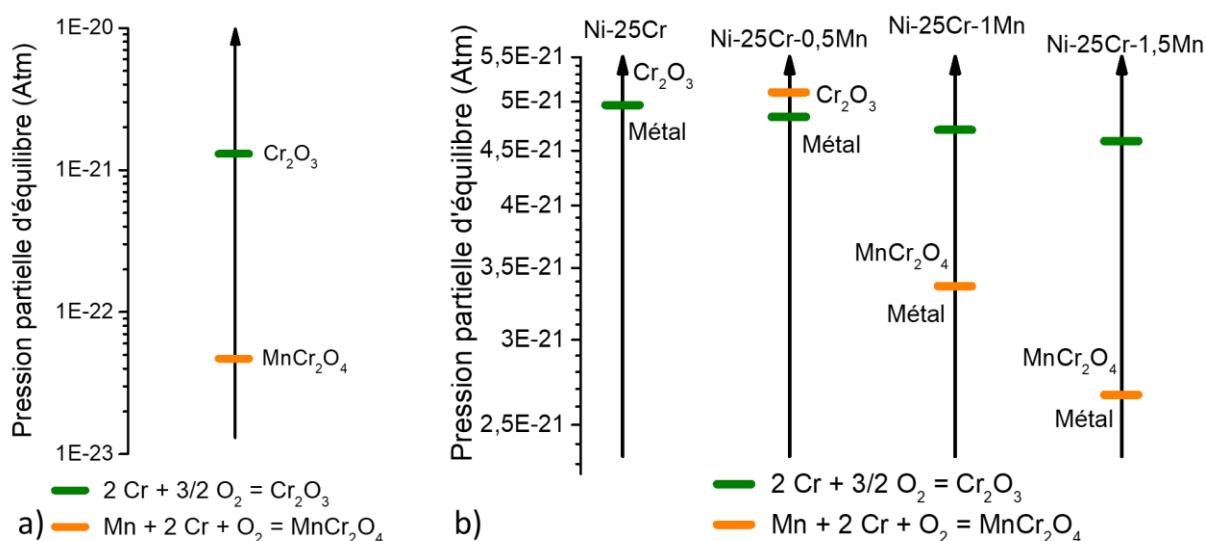 Pression partielle d'équilibre (Atm)
1E-20
1E-21
1E-22
1E-23
Cr₂O₃
MnCr₂O₄
2 Cr + 3/2 O₂ = Cr₂O₃
a) Mn + 2 Cr + O₂ = MnCr₂O₄
Pression partielle d'équilibre (Atm)
5,5E-21
5E-21
4,5E-21
4E-21
3,5E-21
3E-21
2,5E-21
Ni-25Cr
Cr₂O₃
Métal
Ni-25Cr-0,5Mn
Cr₂O₃
Métal
Ni-25Cr-1Mn
MnCr₂O₄
Métal
Ni-25Cr-1,5Mn
MnCr₂O₄
Métal
2 Cr + 3/2 O₂ = Cr₂O₃
b) Mn + 2 Cr + O₂ = MnCr₂O₄